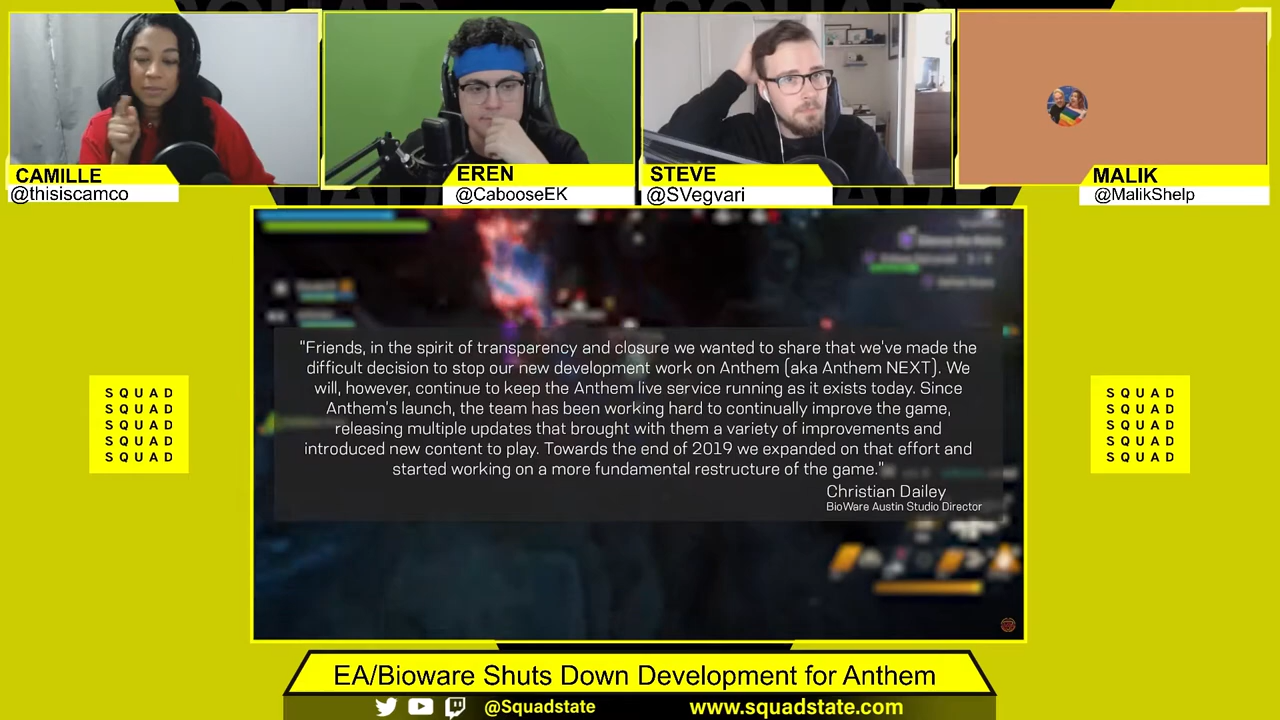 CAMILLE
@thisiscamco
EREN
@CabooseEK
STEVE
@SVegvari
MALIK
@MalikShelp
"Friends, in the spirit of transparency and closure we wanted to share that we've made the
difficult decision to stop our new development work on Anthem (aka Anthem NEXT). We
will, however, continue to keep the Anthem live service running as it exists today. Since
Anthem's launch, the team has been working hard to continually improve the game,
releasing multiple updates that brought with them a variety of improvements and
introduced new content to play. Towards the end of 2019 we expanded on that effort and
started working on a more fundamental restructure of the game."
Christian Dailey
BioWare Austin Studio Director
SQUAD
SQUAD
SQUAD
SQUAD
SQUAD
SQUAD
SQUAD
SQUAD
SQUAD
SQUAD
EA/Bioware Shuts Down Development for Anthem
@Squadstate
www.squadstate.com